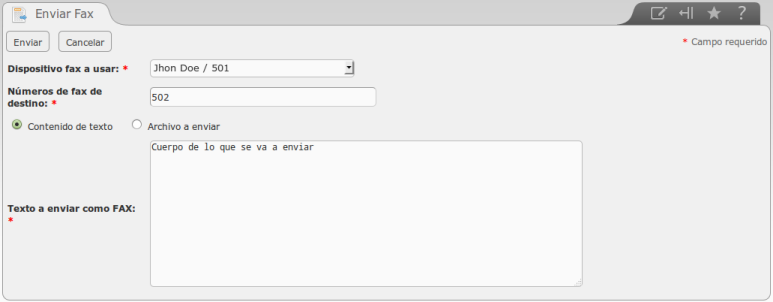 Enviar Fax
Enviar Cancelar * Campo requerido
Dispositivo fax a usar: * Jhon Doe / 501
Números de fax de
destino: * 502
Contenido de texto Archivo a enviar
Cuerpo de lo que se va a enviar
Texto a enviar como FAX:
*